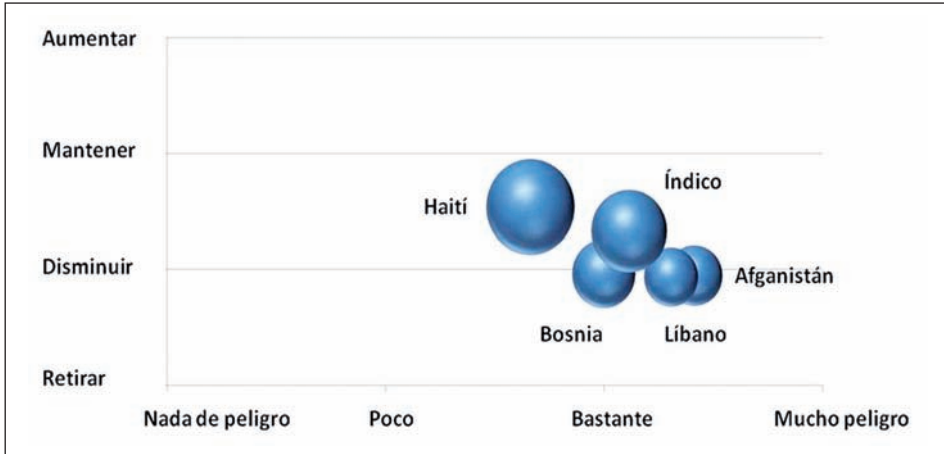 Aumentar
Mantener
Índico
Haití
Disminuir
Afganistán
Bosnia
Líbano
Retirar
Nada de peligro
Poco
Bastante
Mucho peligro